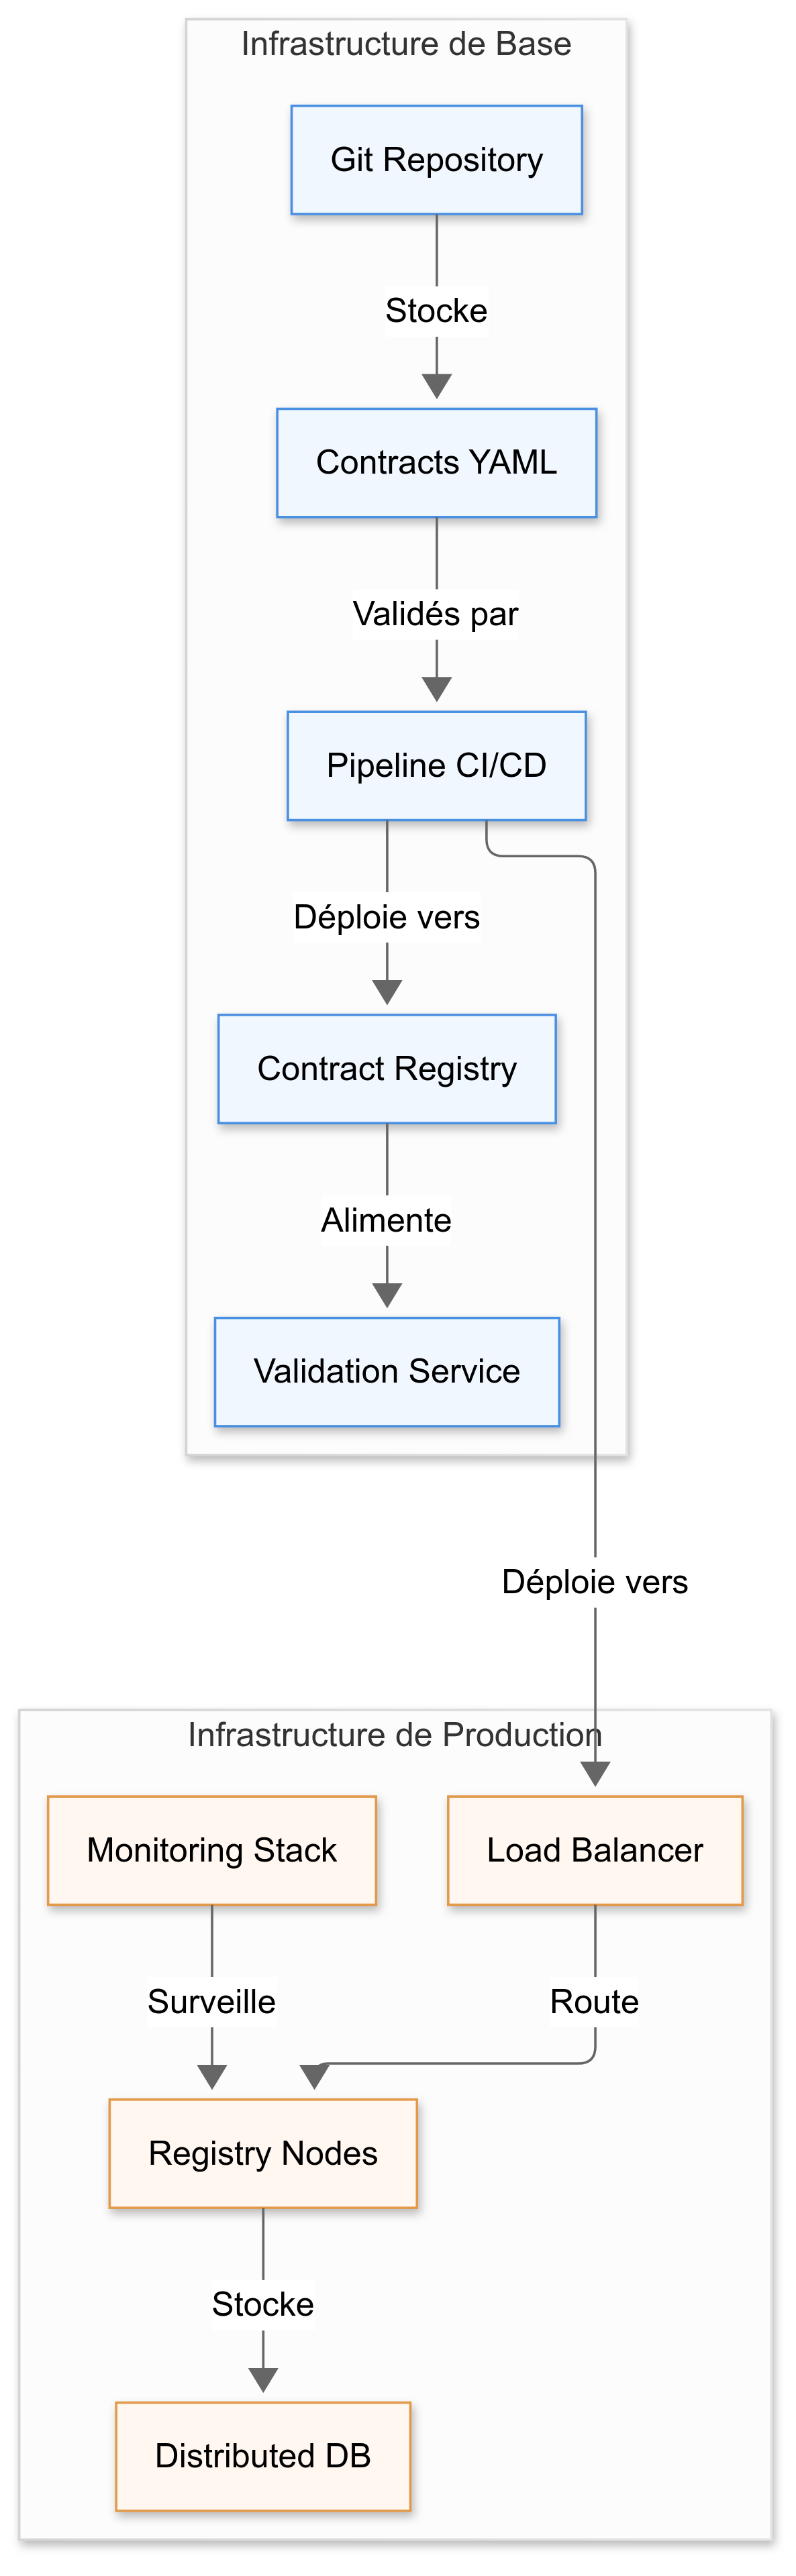 Infrastructure de Base
Git Repository
Stocke
Contracts YAML
Validés par
Pipeline CI/CD
Déploie vers
Contract Registry
Alimente
Validation Service
Déploie vers
Infrastructure de Production
Monitoring Stack
Load Balancer
Surveille
Route
Registry Nodes
Stocke
Distributed DB